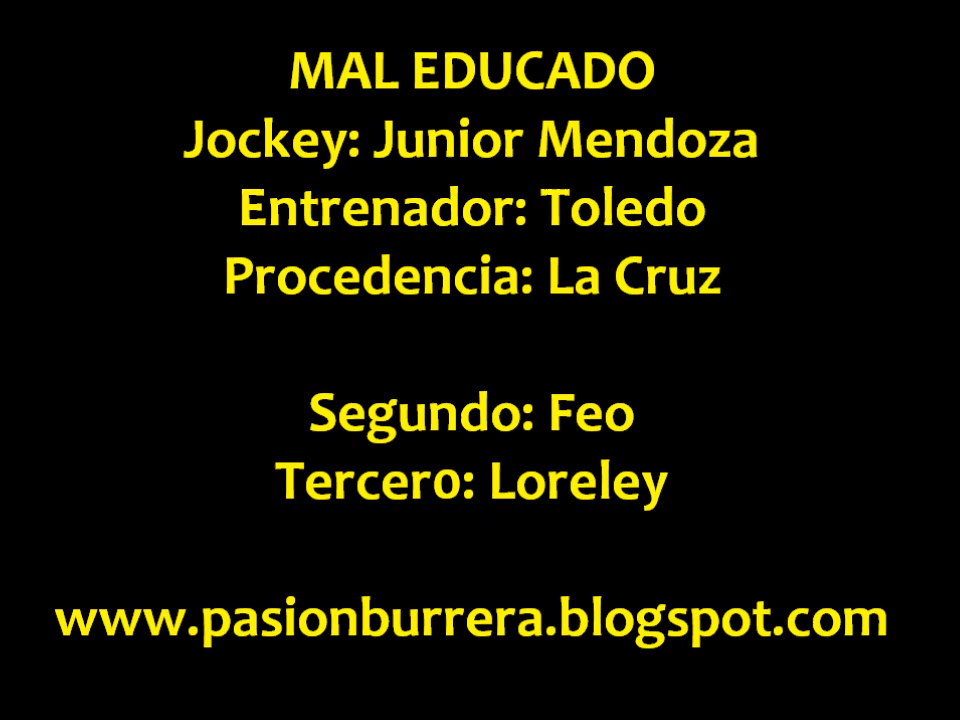 MAL EDUCADO
Jockey: Junior Mendoza
Entrenador: Toledo
Procedencia: La Cruz
Segundo: Feo
Tercer0: Loreley
www.pasionburrera.blogspot.com